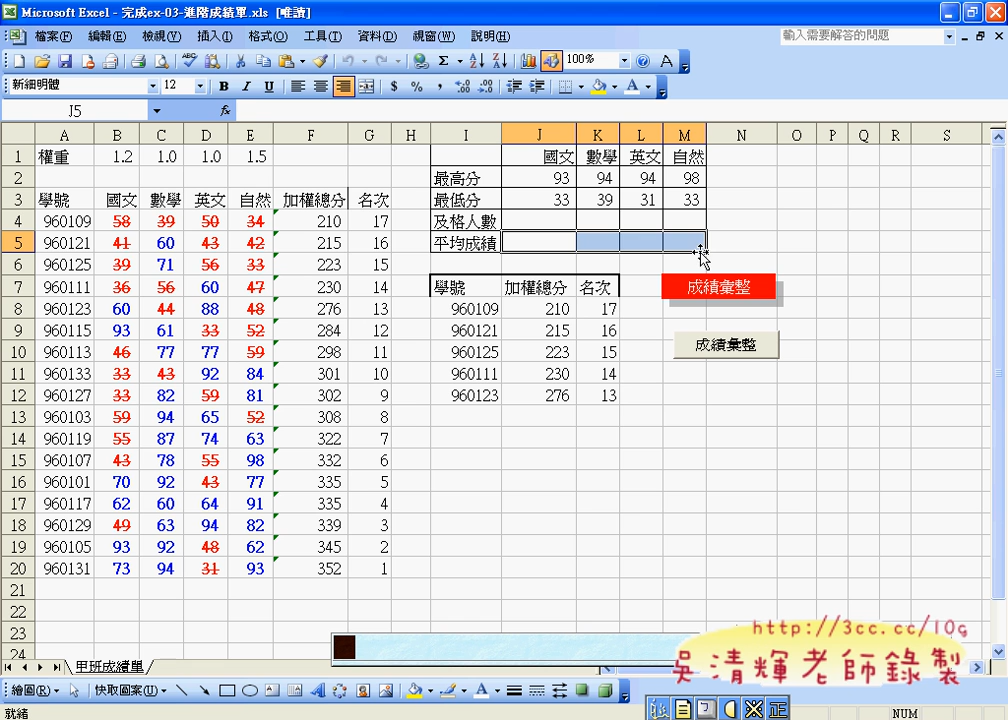 Microsoft Excel - 完成ex-03-進階成績單.xls [唯讀]
檔案(F) 編輯(E) 檢視(V) 插入(I) 格式(O) 工具(T) 資料(D) 視窗(W) 說明(H) 輸入需要解答的問題
100%
新細明體 12 B I U $ % ,
J5 fx
A B C D E F G H I J K L M N O P Q R S
1 權重 1.2 1.0 1.0 1.5 國文 數學 英文 自然
2 最高分 93 94 94 98
3 學號 國文 數學 英文 自然 加權總分 名次 最低分 33 39 31 33
4 960109 58 39 50 34 210 17 及格人數
5 960121 41 60 43 42 215 16 平均成績
6 960125 39 71 56 33 223 15
7 960111 36 56 60 47 230 14 學號 加權總分 名次 成績彙整
8 960123 60 44 88 48 276 13 960109 210 17
9 960115 93 61 33 52 284 12 960121 215 16
10 960113 46 77 77 59 298 11 960125 223 15 成績彙整
11 960133 33 43 92 84 301 10 960111 230 14
12 960127 33 82 59 81 302 9 960123 276 13
13 960103 59 94 65 52 308 8
14 960119 55 87 74 63 322 7
15 960107 43 78 55 98 332 6
16 960101 70 92 43 77 335 5
17 960117 62 60 64 91 335 4
18 960129 49 63 94 82 339 3
19 960105 93 92 48 62 345 2
20 960131 73 94 31 93 352 1
21
22
23
24
http://3cc.cc/10g
吳清輝老師錄製
甲班成績單
繪圖(R) 快取圖案(U)
就緒 NUM